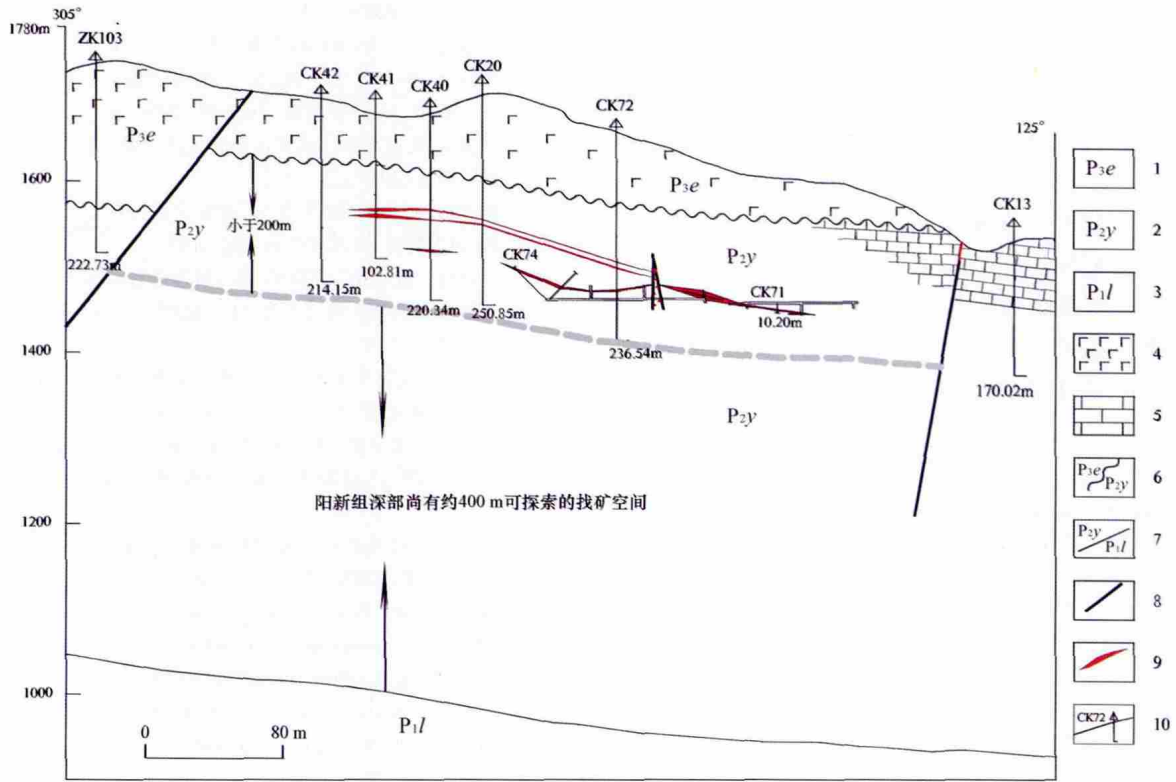 305°
1780m
ZK103
CK42
CK41
CK40
CK20
CK72
125°
CK13
P₃e
P₃e
1600
小于200m
P₂y
P₂y
CK74
CK71
222.73m
102.81m
214.15m
220.34m
250.85m
10.20m
236.54m
170.02m
1400
1300
P₂y
阳新组深部尚有约400 m可探索的找矿空间
1200
1000
P₁l
0
80 m
P₃e 1
P₂y 2
P₁l 3
4
5
P₃e P₂y 6
P₂y P₁l 7
8
9
CK72 10